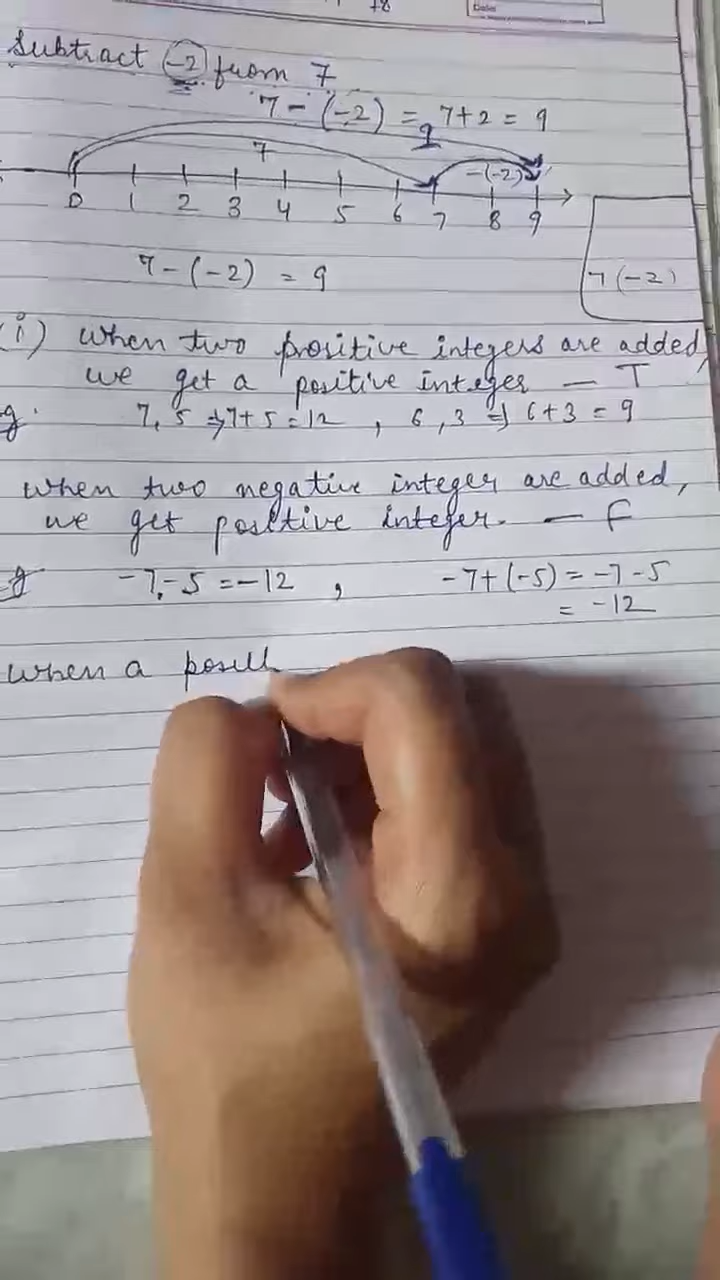 +8
Date
Subtract (-2) from 7
7 - (-2) = 7+2 = 9
9
7
-(-2)
0 1 2 3 4 5 6 7 8 9
7-(-2) = 9
7(-2)
(i) when two positive integers are added,
we get a positive integer — T
g. 7, 5 ⇒ 7+5=12 , 6, 3 ⇒ 6+3 = 9
when two negative integer are added,
we get positive integer. — F
g -7,-5 =-12 , -7+(-5) = -7-5
= -12
when a